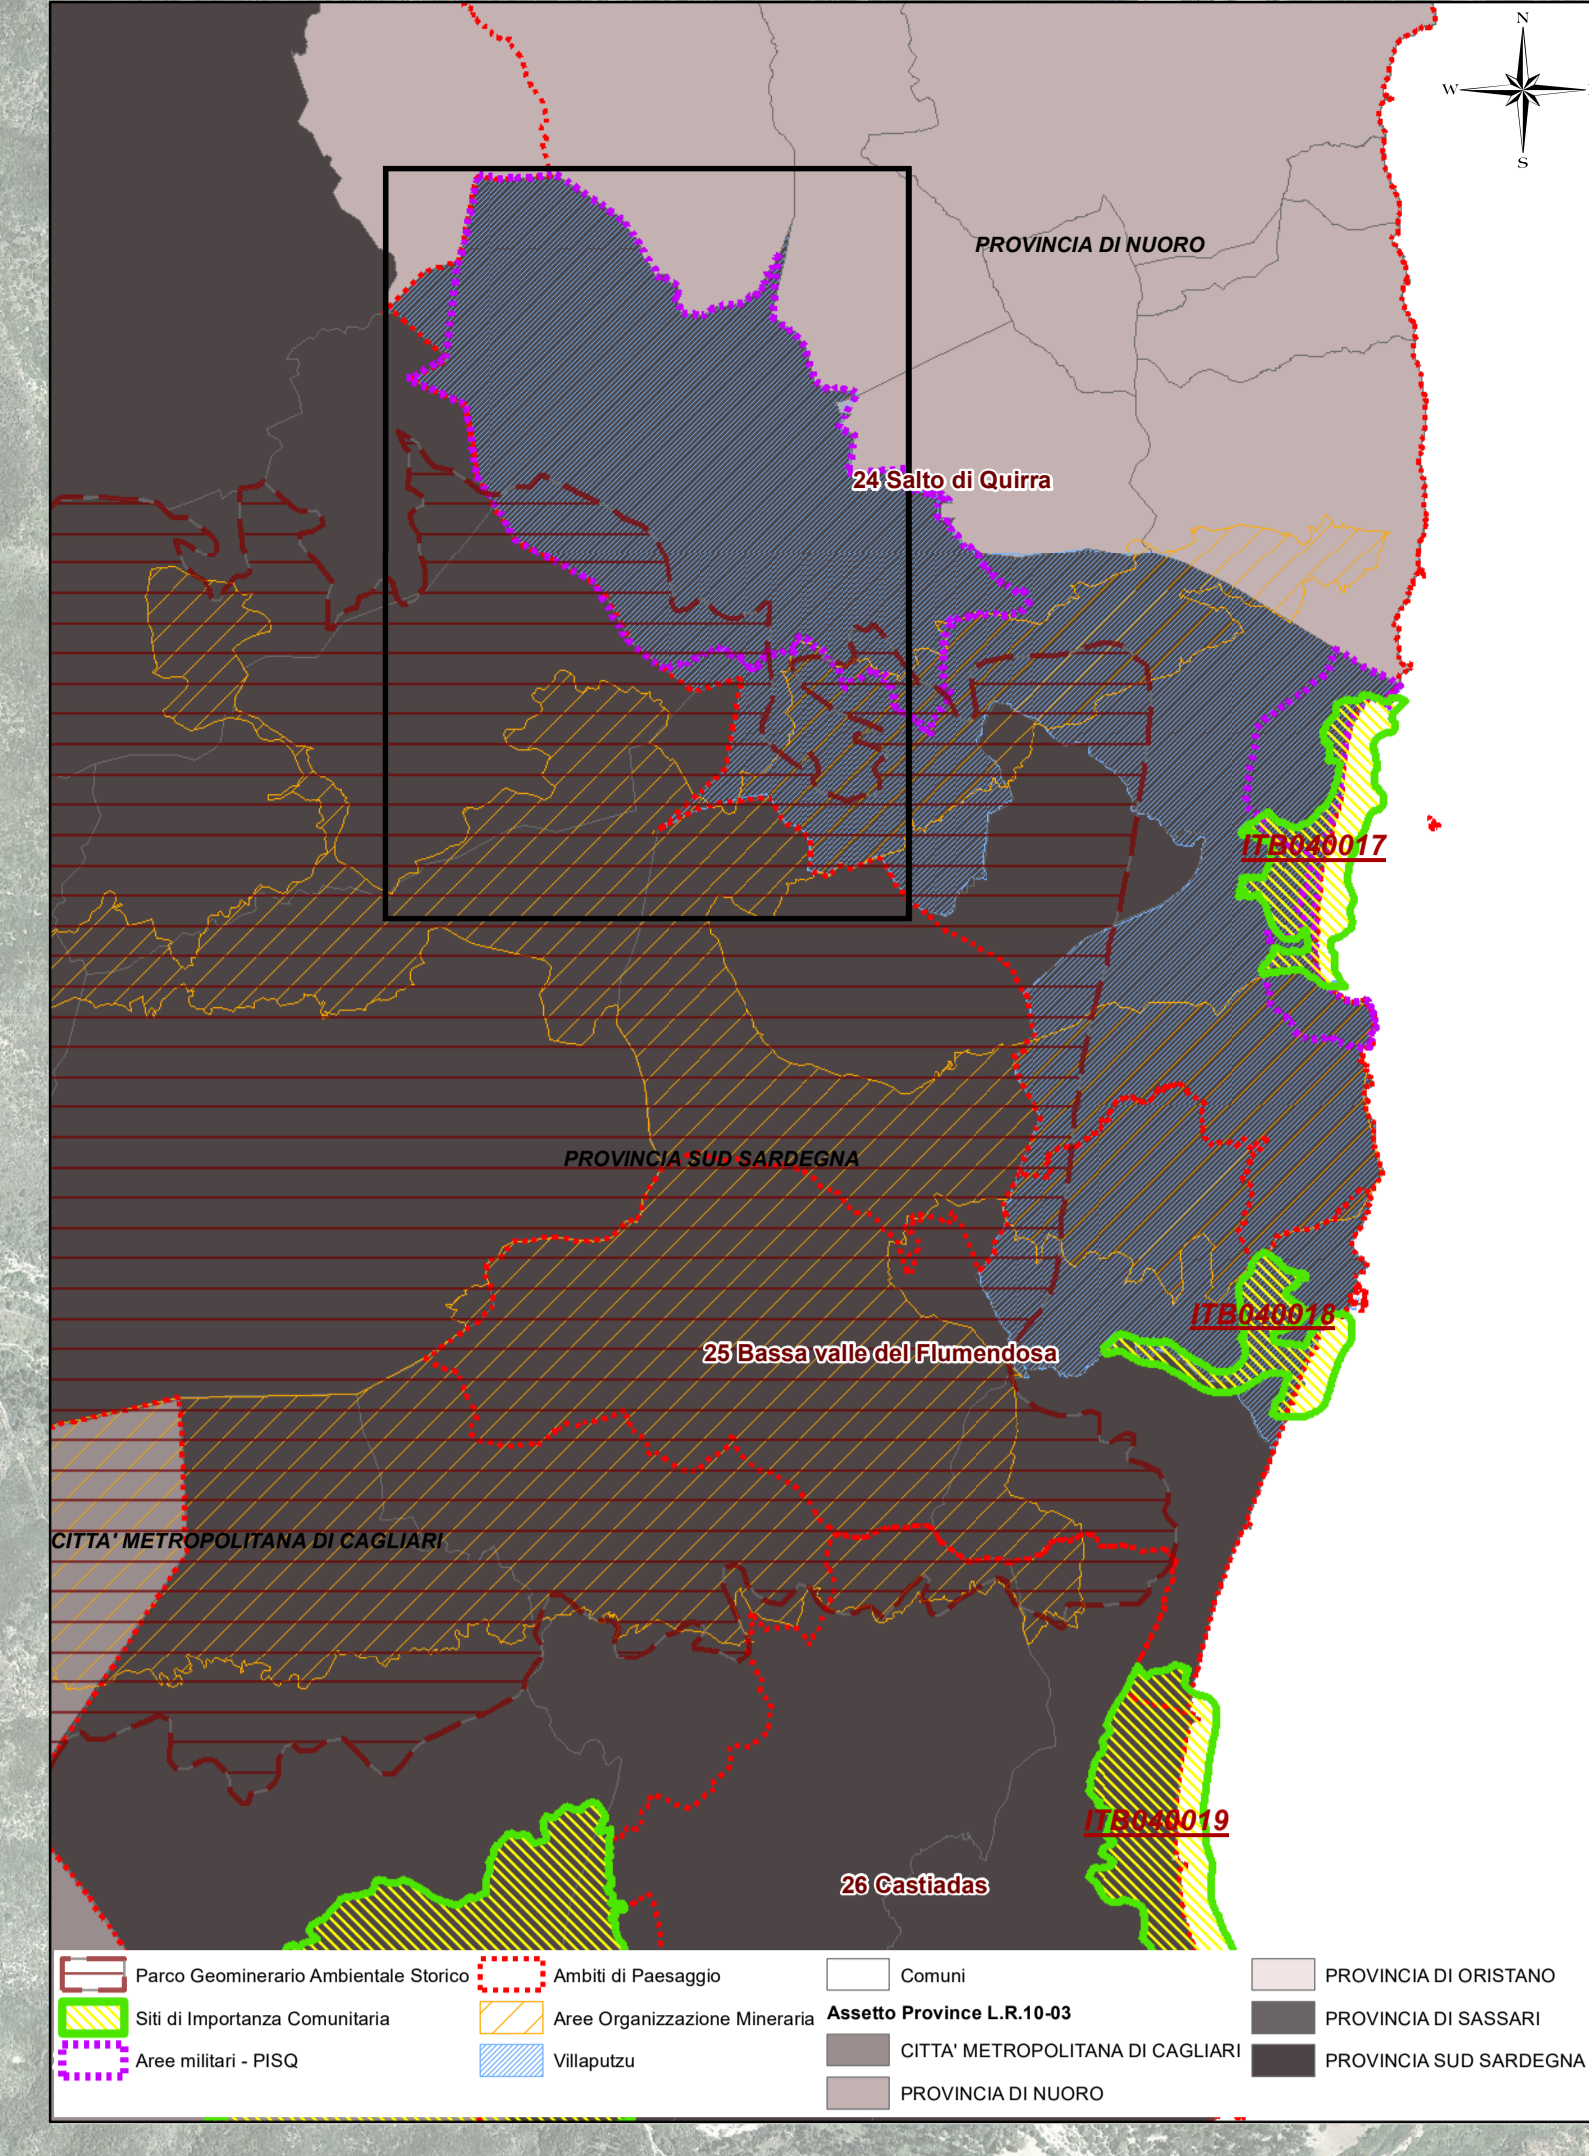 N
W
S
PROVINCIA DI NUORO
24 Salto di Quirra
ITB040017
PROVINCIA SUD SARDEGNA
ITB040018
25 Bassa valle del Flumendosa
CITTA' METROPOLITANA DI CAGLIARI
ITB040019
26 Castiadas
Parco Geominerario Ambientale Storico
Siti di Importanza Comunitaria
Aree militari - PISQ
Ambiti di Paesaggio
Aree Organizzazione Mineraria
Villaputzu
Comuni
Assetto Province L.R.10-03
CITTA' METROPOLITANA DI CAGLIARI
PROVINCIA DI NUORO
PROVINCIA DI ORISTANO
PROVINCIA DI SASSARI
PROVINCIA SUD SARDEGNA